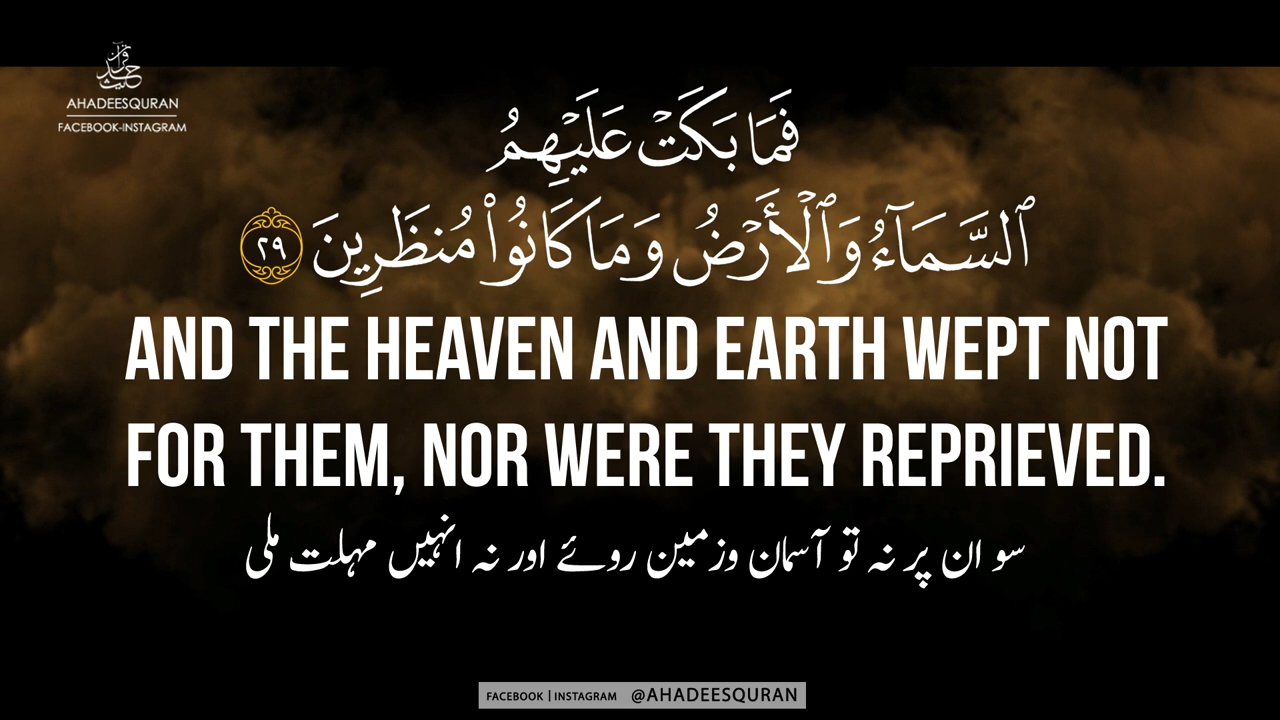 قرآن حدیث
AHADEESQURAN
FACEBOOK-INSTAGRAM
فَمَا بَكَتۡ عَلَيۡهِمُ
ٱلسَّمَآءُ وَٱلۡأَرۡضُ وَمَا كَانُواْ مُنظَرِينَ ٢٩
AND THE HEAVEN AND EARTH WEPT NOT
FOR THEM, NOR WERE THEY REPRIEVED.
سو ان پر نہ تو آسمان وزمین روئے اور نہ انہیں مہلت ملی
FACEBOOK | INSTAGRAM @AHADEESQURAN